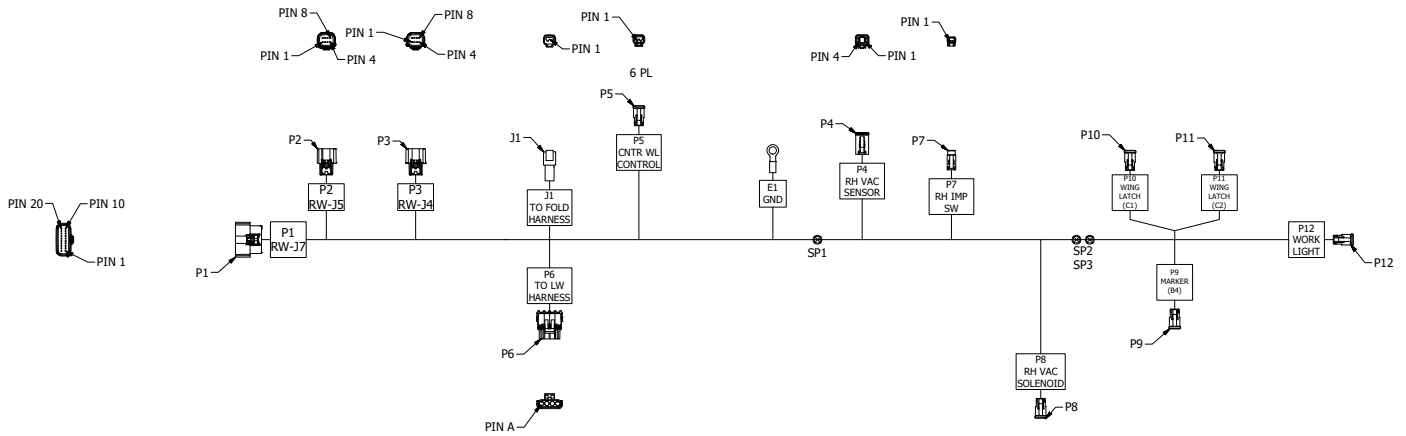 PIN 8
PIN 1
PIN 4
PIN 8
PIN 1
PIN 4
PIN 1
PIN 1
6 PL
PIN 4
PIN 1
PIN 1
P5
P5
CNTR WL
CONTROL
P2
P2
RW-J5
P3
P3
RW-J4
J1
J1
TO FOLD
HARNESS
E1
GND
P4
P4
RH VAC
SENSOR
P7
P7
RH IMP
SW
P10
P10
WING
LATCH
(C1)
P11
P11
WING
LATCH
(C2)
PIN 20
PIN 10
PIN 1
P1
RW-J7
P1
SP1
SP2
SP3
P12
WORK
LIGHT
P12
P6
TO LW
HARNESS
P6
P9
MARKER
(B4)
P9
P8
RH VAC
SOLENOID
P8
PIN A